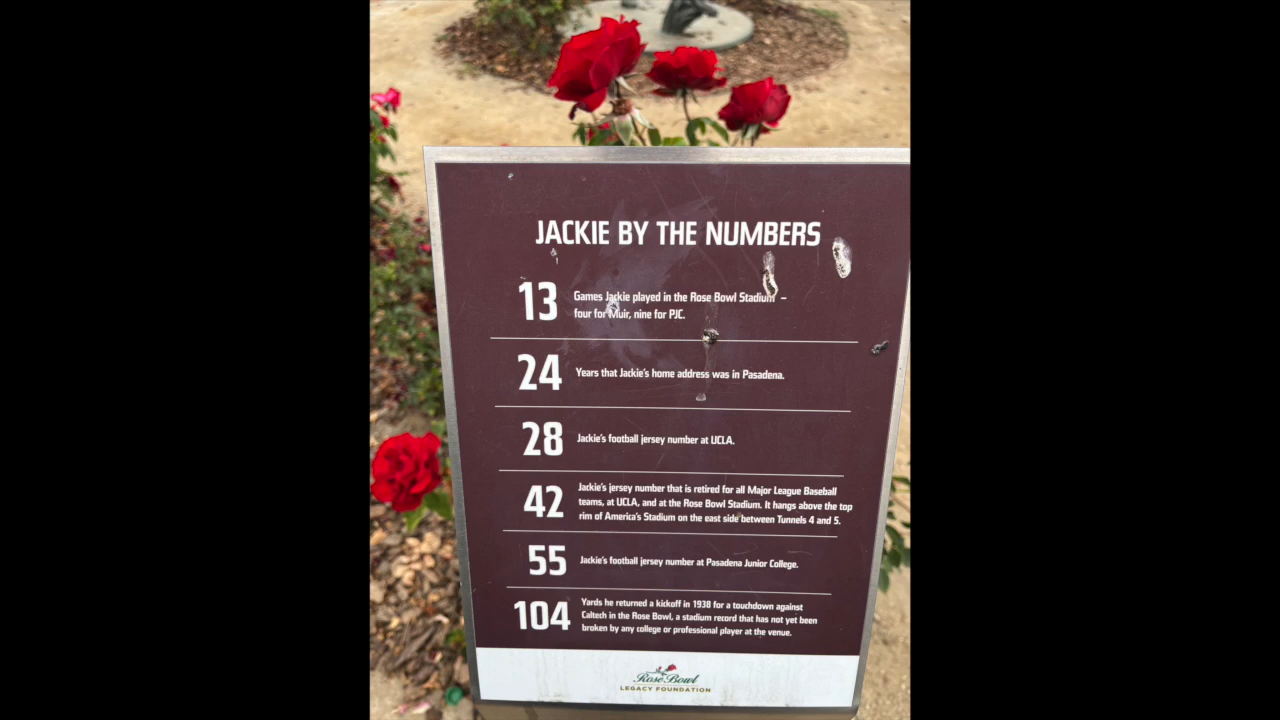 JACKIE BY THE NUMBERS
13 Games Jackie played in the Rose Bowl Stadium –
four for Muir, nine for PJC.
24 Years that Jackie's home address was in Pasadena.
28 Jackie's football jersey number at UCLA.
42 Jackie's jersey number that is retired for all Major League Baseball
teams, at UCLA, and at the Rose Bowl Stadium. It hangs above the top
rim of America's Stadium on the east side between Tunnels 4 and 5.
55 Jackie's football jersey number at Pasadena Junior College.
104 Yards he returned a kickoff in 1938 for a touchdown against
Caltech in the Rose Bowl, a stadium record that has not yet been
broken by any college or professional player at the venue.
Rose Bowl
LEGACY FOUNDATION